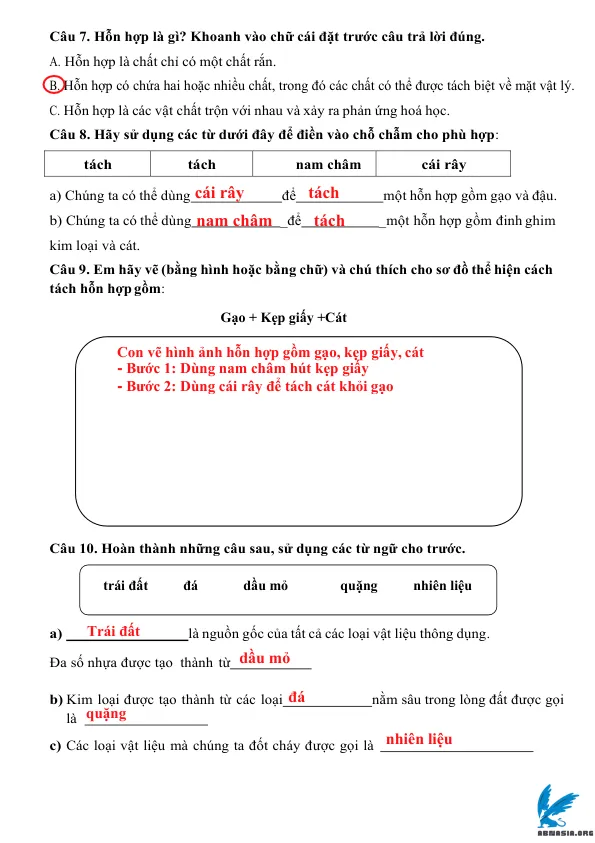 Câu 7. Hỗn hợp là gì? Khoanh vào chữ cái đặt trước câu trả lời đúng.
A. Hỗn hợp là chất chỉ có một chất rắn.
B. Hỗn hợp có chứa hai hoặc nhiều chất, trong đó các chất có thể được tách biệt về mặt vật lý.
C. Hỗn hợp là các vật chất trộn với nhau và xảy ra phản ứng hoá học.
Câu 8. Hãy sử dụng các từ dưới đây để điền vào chỗ chấm cho phù hợp:
tách tách nam châm cái rây
a) Chúng ta có thể dùng cái rây để tách một hỗn hợp gồm gạo và đậu.
b) Chúng ta có thể dùng nam châm để tách một hỗn hợp gồm đinh ghim
kim loại và cát.
Câu 9. Em hãy vẽ (bằng hình hoặc bằng chữ) và chú thích cho sơ đồ thể hiện cách
tách hỗn hợp gồm:
Gạo + Kẹp giấy +Cát
Con vẽ hình ảnh hỗn hợp gồm gạo, kẹp giấy, cát
- Bước 1: Dùng nam châm hút kẹp giấy
- Bước 2: Dùng cái rây để tách cát khỏi gạo
Câu 10. Hoàn thành những câu sau, sử dụng các từ ngữ cho trước.
trái đất đá dầu mỏ quặng nhiên liệu
a) Trái đất là nguồn gốc của tất cả các loại vật liệu thông dụng.
Đa số nhựa được tạo thành từ dầu mỏ
b) Kim loại được tạo thành từ các loại đá nằm sâu trong lòng đất được gọi
là quặng
c) Các loại vật liệu mà chúng ta đốt cháy được gọi là nhiên liệu
ABNASIA.ORG